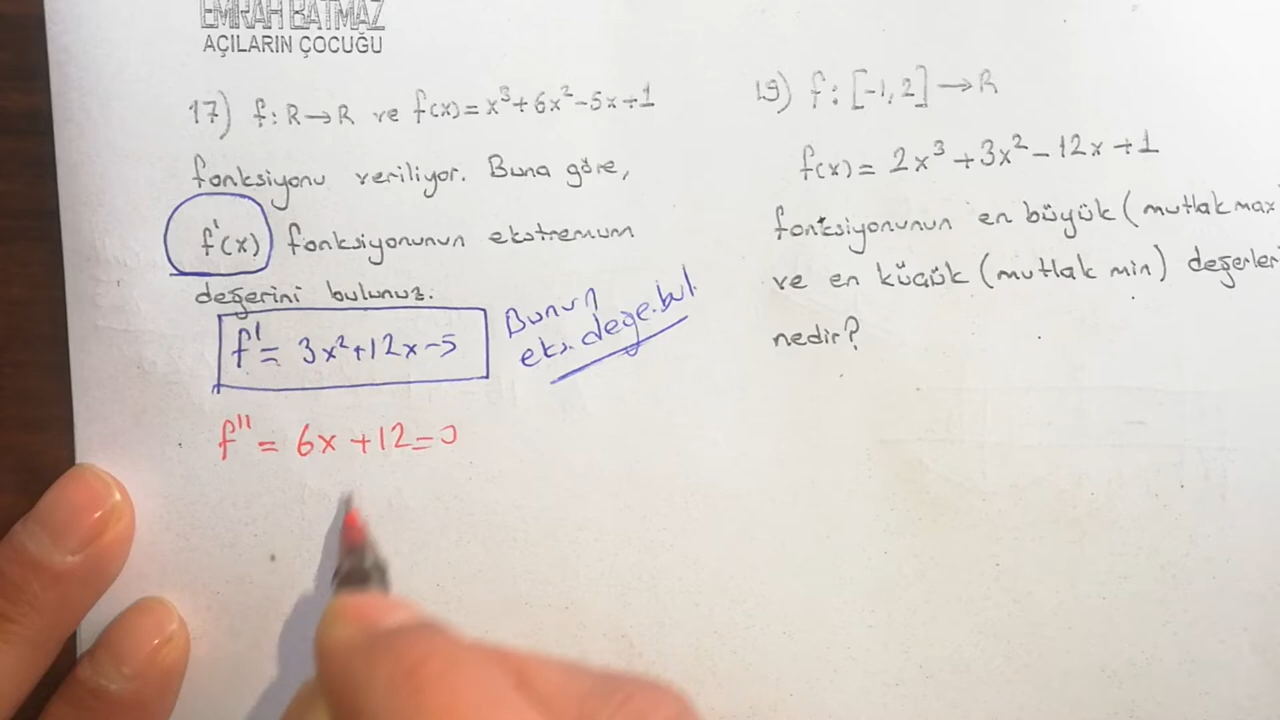 EMRAH BATMAZ
AÇILARIN ÇOCUĞU
17) f: R→R ve f(x)= x³+6x²-5x+1
fonksiyonu veriliyor. Buna göre,
f'(x) fonksiyonunun ekstremum
değerini bulunuz.
f'= 3x²+12x-5
Bunun
eks. değe. bul.
f''= 6x+12=0
19) f: [-1,2]→R
f(x)= 2x³+3x²-12x+1
fonksiyonunun en büyük (mutlak max
ve en küçük (mutlak min) değerler
nedir?